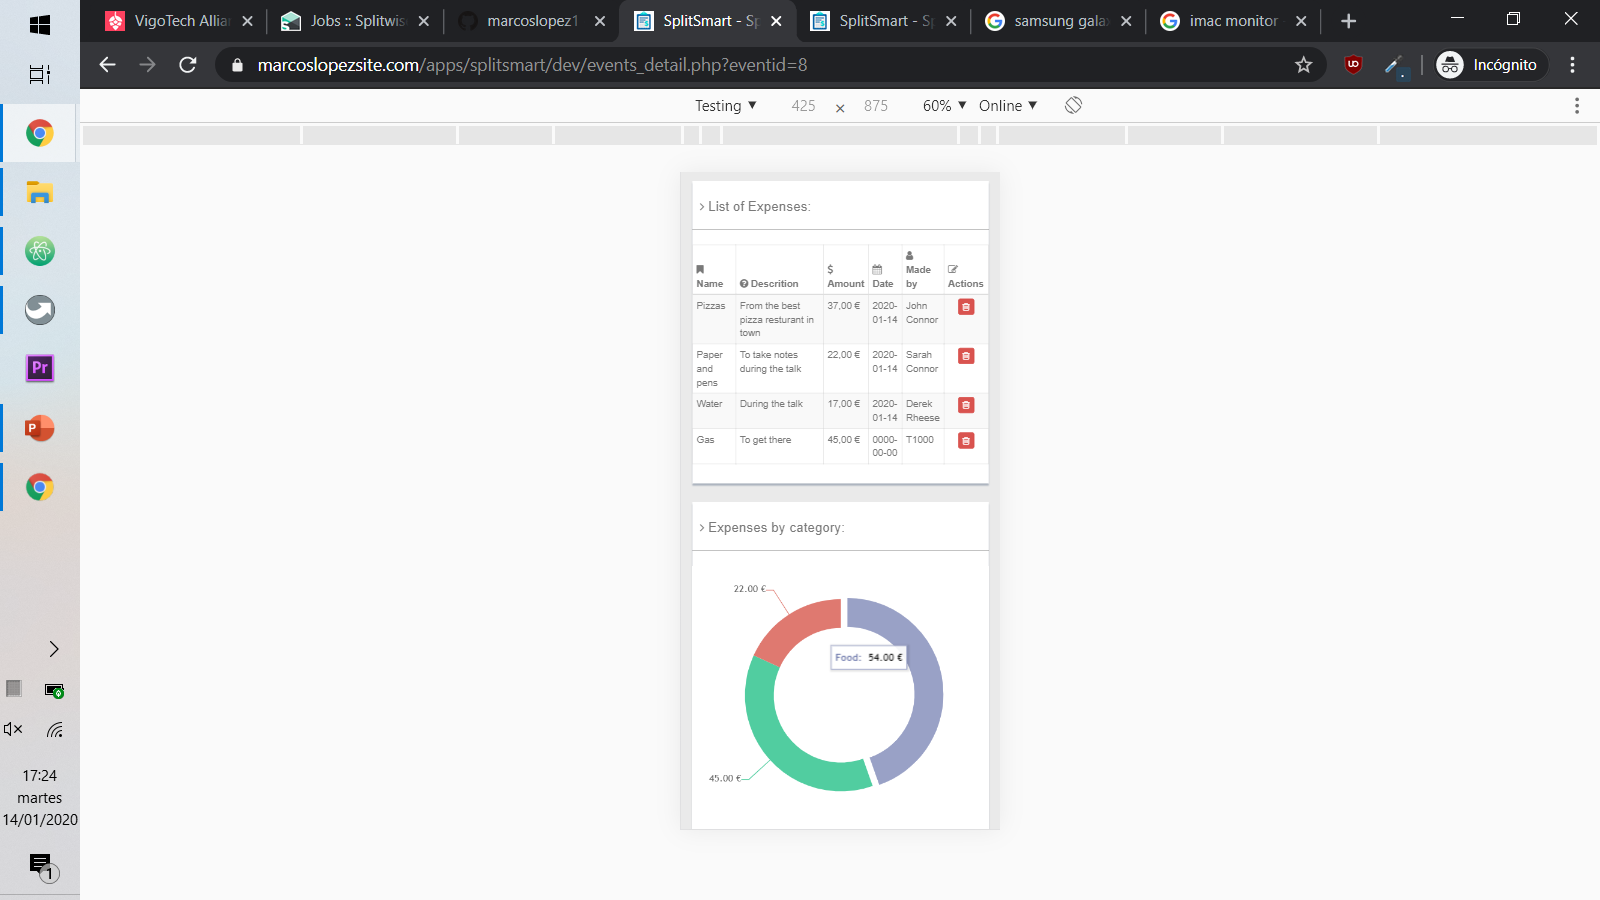 VigoTech Allia
Jobs :: Splitwis
marcoslopez1
SplitSmart - Sp
SplitSmart - Sp
samsung gala
imac monitor
marcoslopezsite.com/apps/splitsmart/dev/events_detail.php?eventid=8
Incógnito
Testing ▼ 425 × 875 60% ▼ Online ▼
> List of Expenses:
Name Descrition $ Amount Date Made by Actions
Pizzas From the best pizza resturant in town 37,00 € 2020-01-14 John Connor
Paper and pens To take notes during the talk 22,00 € 2020-01-14 Sarah Connor
Water During the talk 17,00 € 2020-01-14 Derek Rheese
Gas To get there 45,00 € 0000-00-00 T1000
> Expenses by category:
22.00 €
Food: 54.00 €
45.00 €
Pr
P
17:24
martes
14/01/2020
1